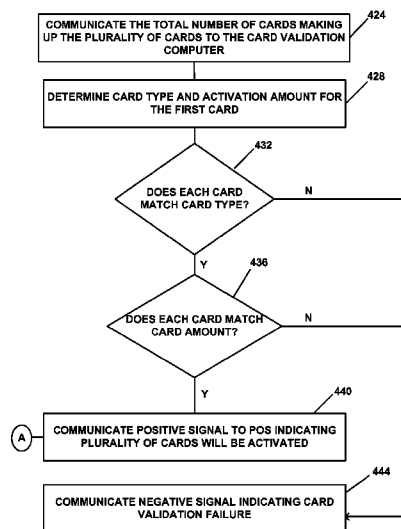 COMMUNICATE THE TOTAL NUMBER OF CARDS MAKING
UP THE PLURALITY OF CARDS TO THE CARD VALIDATION
COMPUTER
424
DETERMINE CARD TYPE AND ACTIVATION AMOUNT FOR
THE FIRST CARD
428
432
DOES EACH CARD
MATCH CARD TYPE?
N
Y
436
DOES EACH CARD MATCH
CARD AMOUNT?
N
Y
440
A
COMMUNICATE POSITIVE SIGNAL TO POS INDICATING
PLURALITY OF CARDS WILL BE ACTIVATED
444
COMMUNICATE NEGATIVE SIGNAL INDICATING CARD
VALIDATION FAILURE